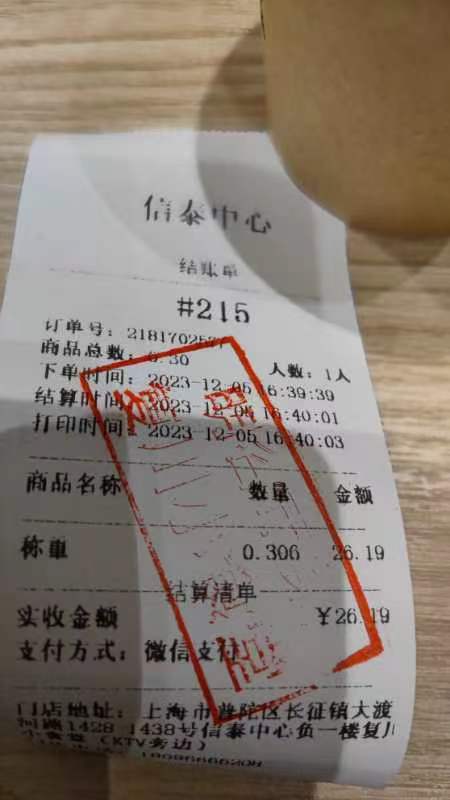 信泰中心
结账单
#215
订单号：2181702577
商品总数：0.30 人数：1人
下单时间：2023-12-05 16:39:39
结算时间：2023-12-05 16:40:01
打印时间：2023-12-05 16:40:03
商品名称 数量 金额
称重 0.306 26.19
结算清单
实收金额 ￥26.19
支付方式：微信支付
门店地址：上海市普陀区长征镇大渡
河路1428 1438号信泰中心负一楼复川
（KTV旁边）